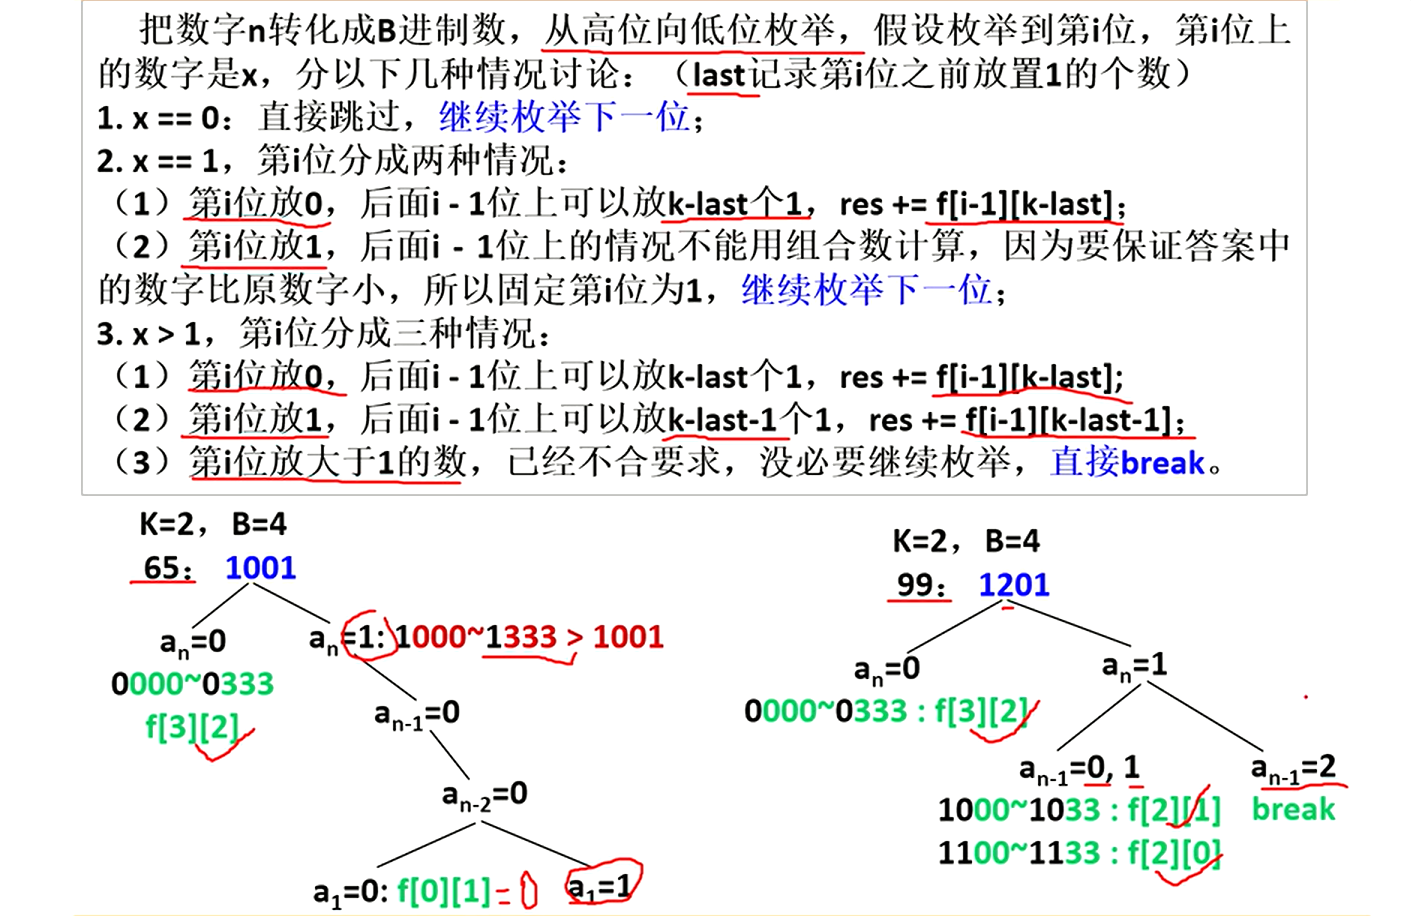 把数字n转化成B进制数，从高位向低位枚举，假设枚举到第i位，第i位上
的数字是x，分以下几种情况讨论：（last记录第i位之前放置1的个数）
1. x == 0：直接跳过，继续枚举下一位；
2. x == 1，第i位分成两种情况：
（1）第i位放0，后面i - 1位上可以放k-last个1，res += f[i-1][k-last]；
（2）第i位放1，后面i - 1位上的情况不能用组合数计算，因为要保证答案中
的数字比原数字小，所以固定第i位为1，继续枚举下一位；
3. x > 1，第i位分成三种情况：
（1）第i位放0，后面i - 1位上可以放k-last个1，res += f[i-1][k-last];
（2）第i位放1，后面i - 1位上可以放k-last-1个1，res += f[i-1][k-last-1]；
（3）第i位放大于1的数，已经不合要求，没必要继续枚举，直接break。
K=2，B=4
65：1001
an=0
an=1: 1000~1333 > 1001
0000~0333
f[3][2]
an-1=0
an-2=0
a1=0: f[0][1]=0
a1=1
K=2，B=4
99：1201
an=0
an=1
0000~0333 : f[3][2]
an-1=0, 1
an-1=2
1000~1033 : f[2][1]
break
1100~1133 : f[2][0]